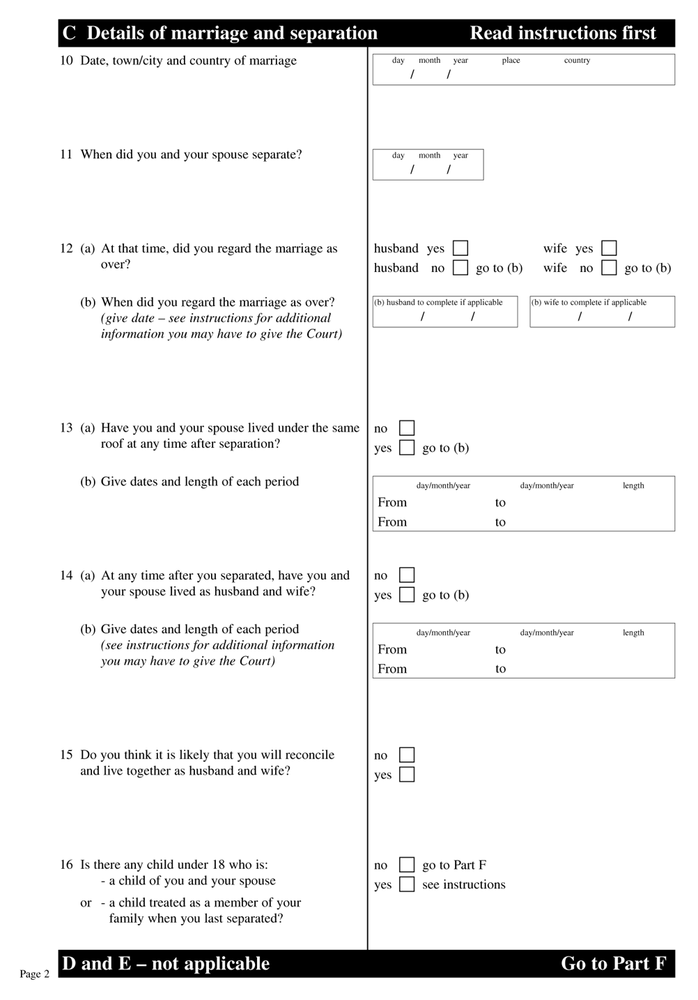 C Details of marriage and separation Read instructions first
10 Date, town/city and country of marriage
day month year place country
/ /
11 When did you and your spouse separate?
day month year
/ /
12 (a) At that time, did you regard the marriage as
over?
husband yes wife yes
husband no go to (b) wife no go to (b)
(b) When did you regard the marriage as over?
(give date – see instructions for additional
information you may have to give the Court)
(b) husband to complete if applicable
/ /
(b) wife to complete if applicable
/ /
13 (a) Have you and your spouse lived under the same
roof at any time after separation?
no
yes go to (b)
(b) Give dates and length of each period
day/month/year day/month/year length
From to
From to
14 (a) At any time after you separated, have you and
your spouse lived as husband and wife?
no
yes go to (b)
(b) Give dates and length of each period
(see instructions for additional information
you may have to give the Court)
day/month/year day/month/year length
From to
From to
15 Do you think it is likely that you will reconcile
and live together as husband and wife?
no
yes
16 Is there any child under 18 who is:
- a child of you and your spouse
or - a child treated as a member of your
family when you last separated?
no go to Part F
yes see instructions
D and E – not applicable Go to Part F
Page 2